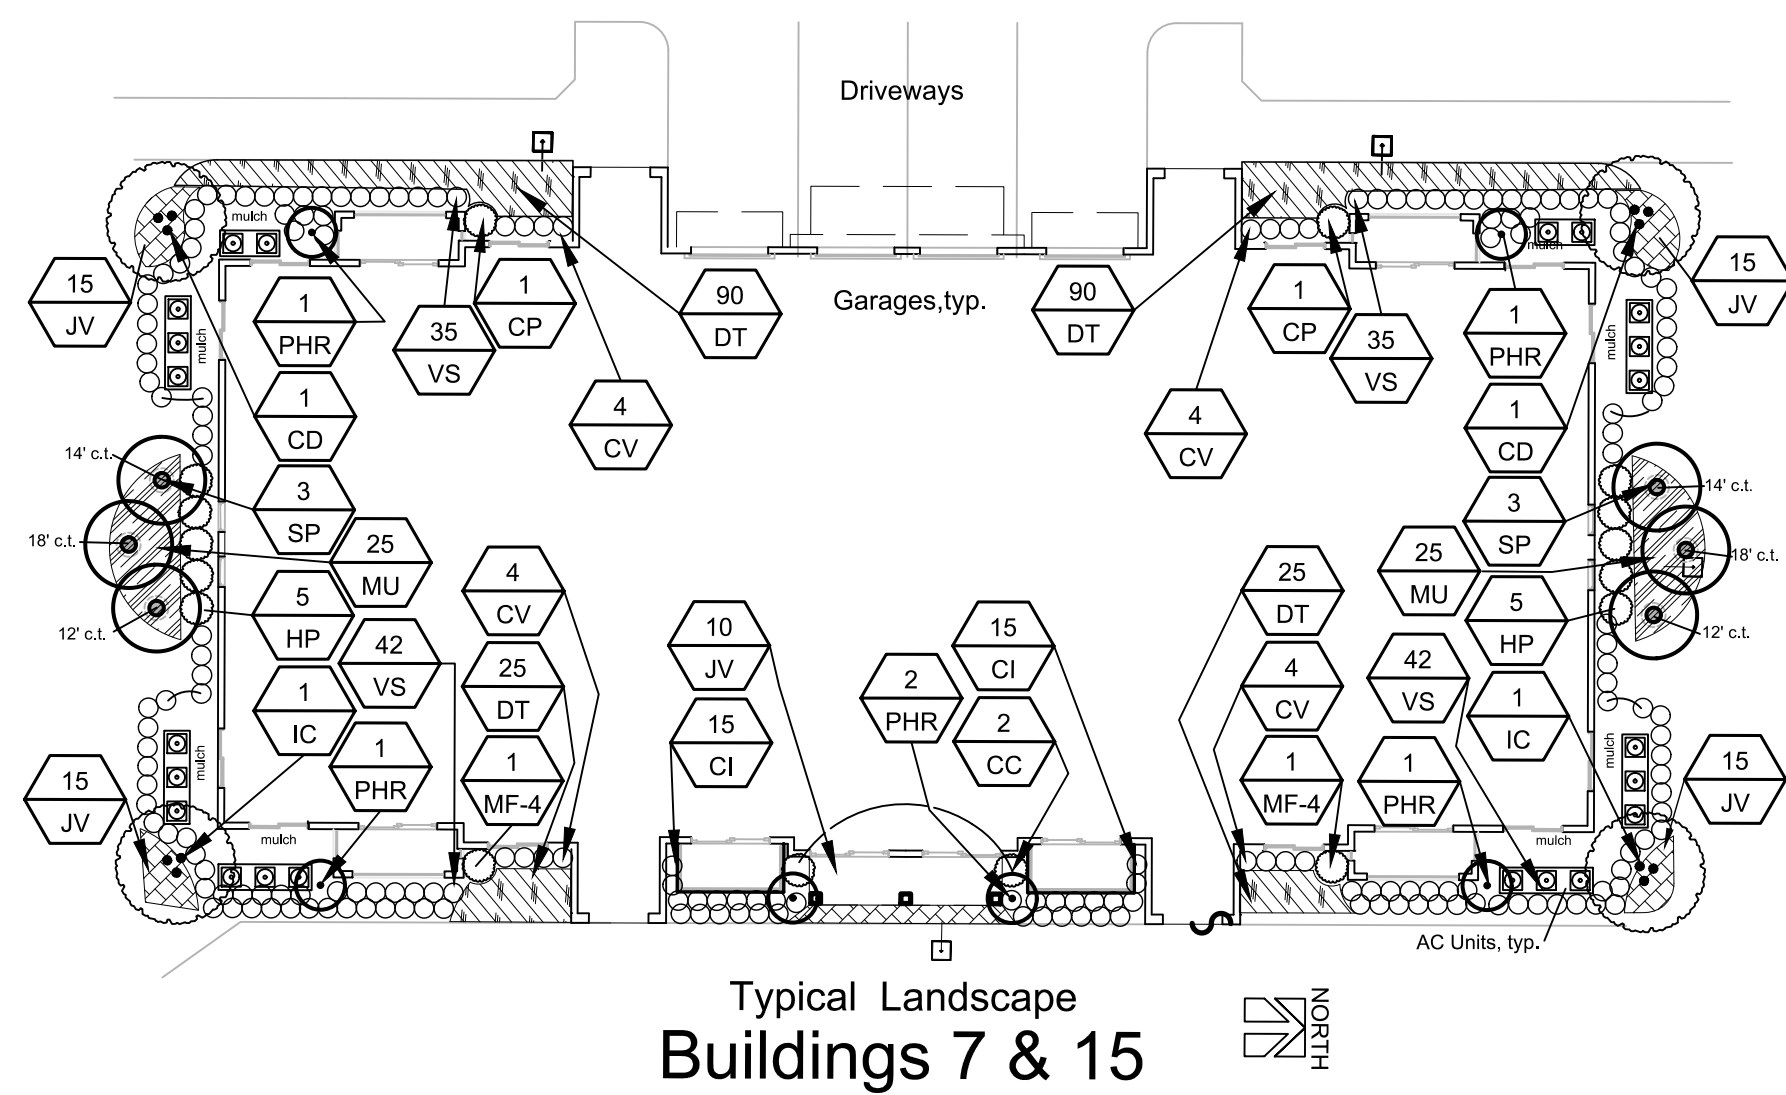 Driveways
mulch
mulch
15
JV
1
PHR
35
VS
1
CP
90
DT
Garages,typ.
90
DT
1
CP
35
VS
1
PHR
15
JV
mulch
mulch
1
CD
4
CV
4
CV
1
CD
14' c.t.
3
SP
3
SP
14' c.t.
18' c.t.
25
MU
4
CV
25
DT
25
MU
18' c.t.
12' c.t.
5
HP
42
VS
10
JV
15
CI
5
HP
12' c.t.
1
IC
25
DT
2
PHR
4
CV
42
VS
1
IC
mulch
15
JV
1
PHR
1
MF-4
15
CI
2
CC
1
MF-4
1
PHR
15
JV
mulch
mulch
mulch
AC Units, typ.
Typical Landscape
Buildings 7 & 15
NORTH